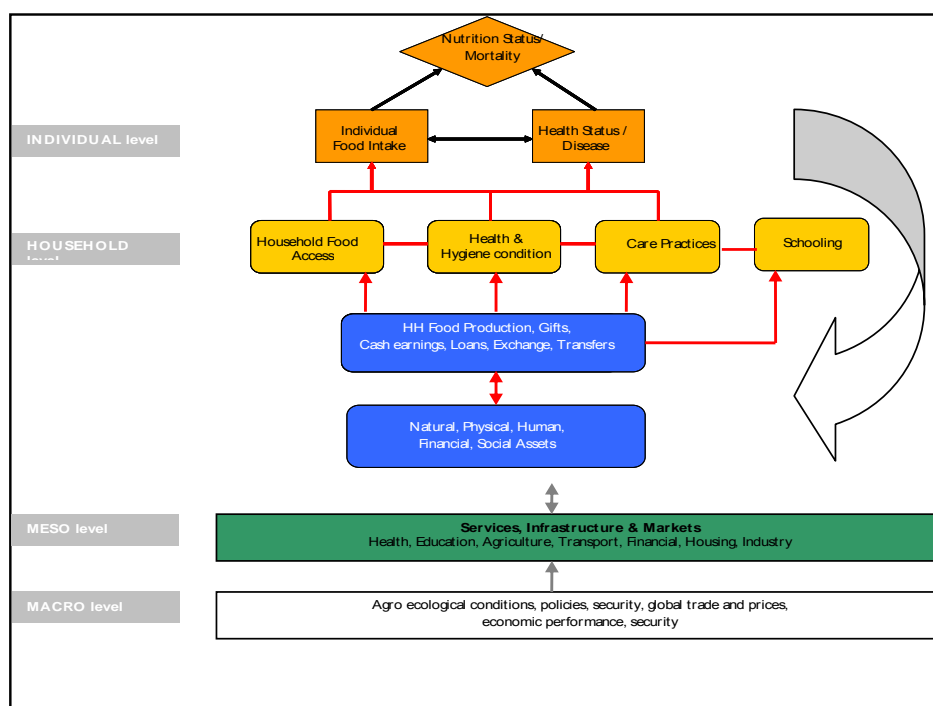 Nutrition Status/
Mortality
INDIVIDUAL level
Individual
Food Intake
Health Status /
Disease
HOUSEHOLD
level
Household Food
Access
Health &
Hygiene condition
Care Practices
Schooling
HH Food Production, Gifts,
Cash earnings, Loans, Exchange, Transfers
Natural, Physical, Human,
Financial, Social Assets
MESO level
Services, Infrastructure & Markets
Health, Education, Agriculture, Transport, Financial, Housing, Industry
MACRO level
Agro ecological conditions, policies, security, global trade and prices,
economic performance, security